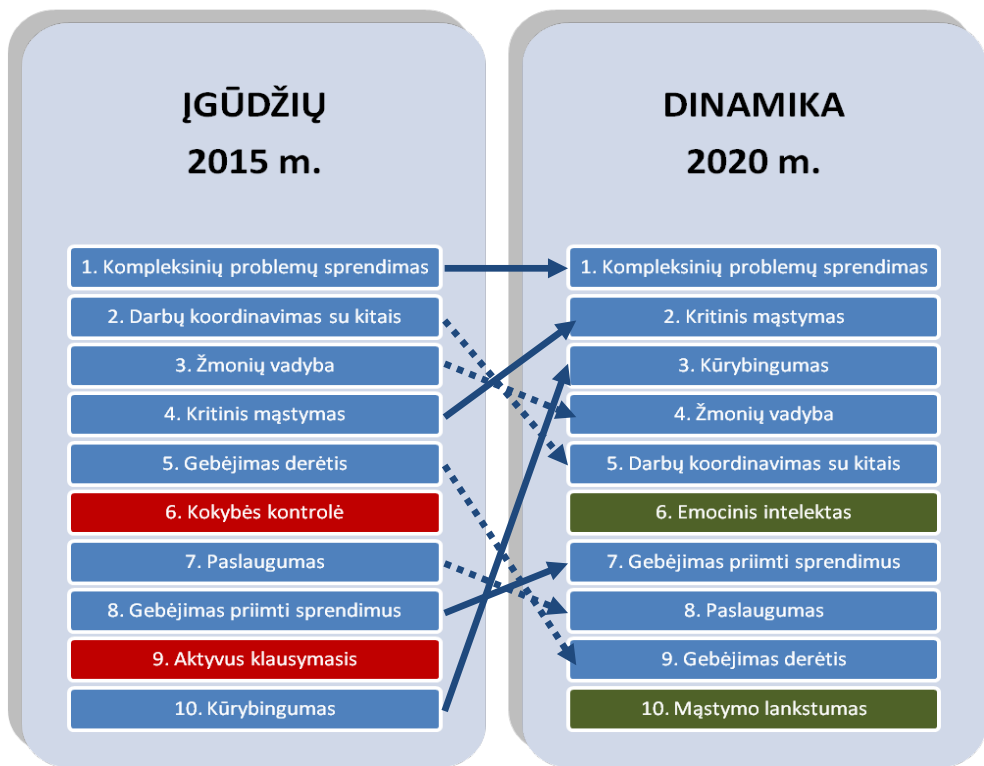 ĮGŪDŽIŲ
2015 m.
1. Kompleksinių problemų sprendimas
2. Darbų koordinavimas su kitais
3. Žmonių vadyba
4. Kritinis mąstymas
5. Gebėjimas derėtis
6. Kokybės kontrolė
7. Paslaugumas
8. Gebėjimas priimti sprendimus
9. Aktyvus klausymasis
10. Kūrybingumas
DINAMIKA
2020 m.
1. Kompleksinių problemų sprendimas
2. Kritinis mąstymas
3. Kūrybingumas
4. Žmonių vadyba
5. Darbų koordinavimas su kitais
6. Emocinis intelektas
7. Gebėjimas priimti sprendimus
8. Paslaugumas
9. Gebėjimas derėtis
10. Mąstymo lankstumas